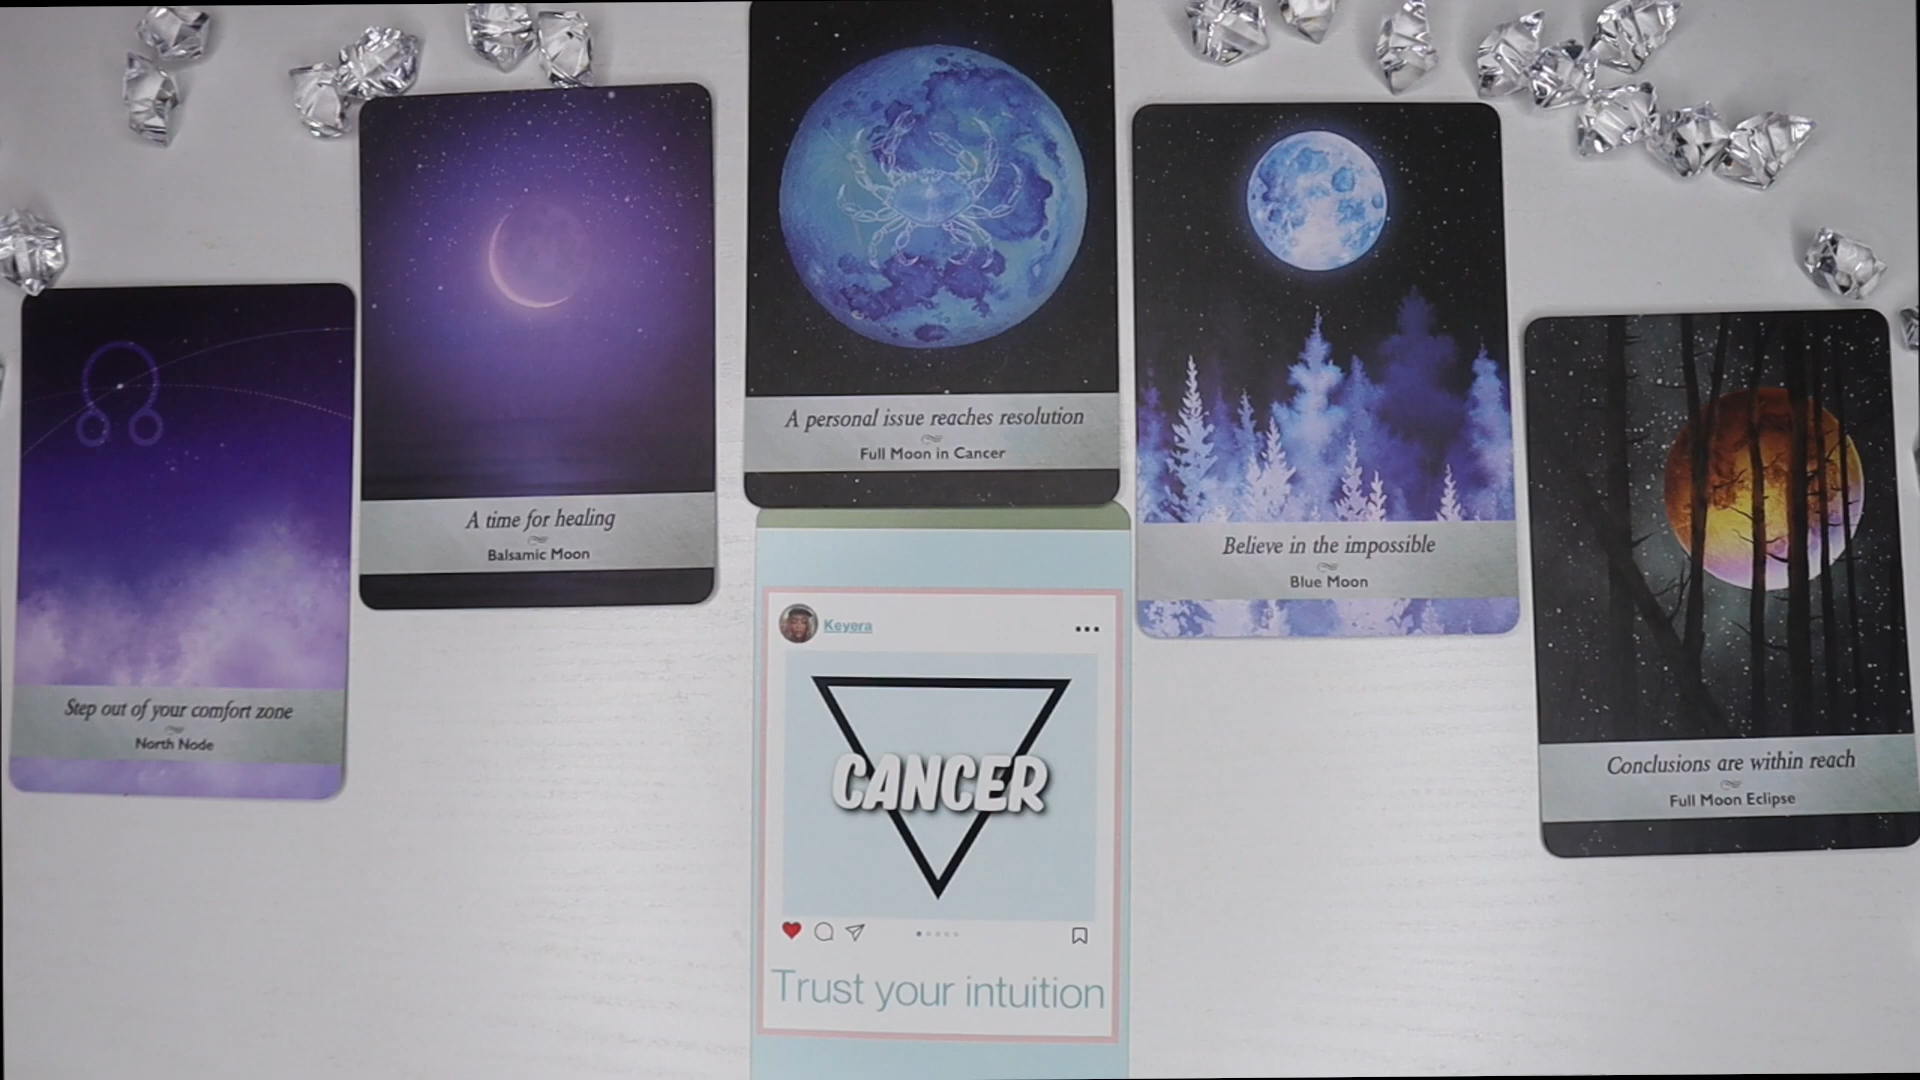 Step out of your comfort zone
North Node
A time for healing
Balsamic Moon
A personal issue reaches resolution
Full Moon in Cancer
Believe in the impossible
Blue Moon
Conclusions are within reach
Full Moon Eclipse
Keyera
CANCER
Trust your intuition